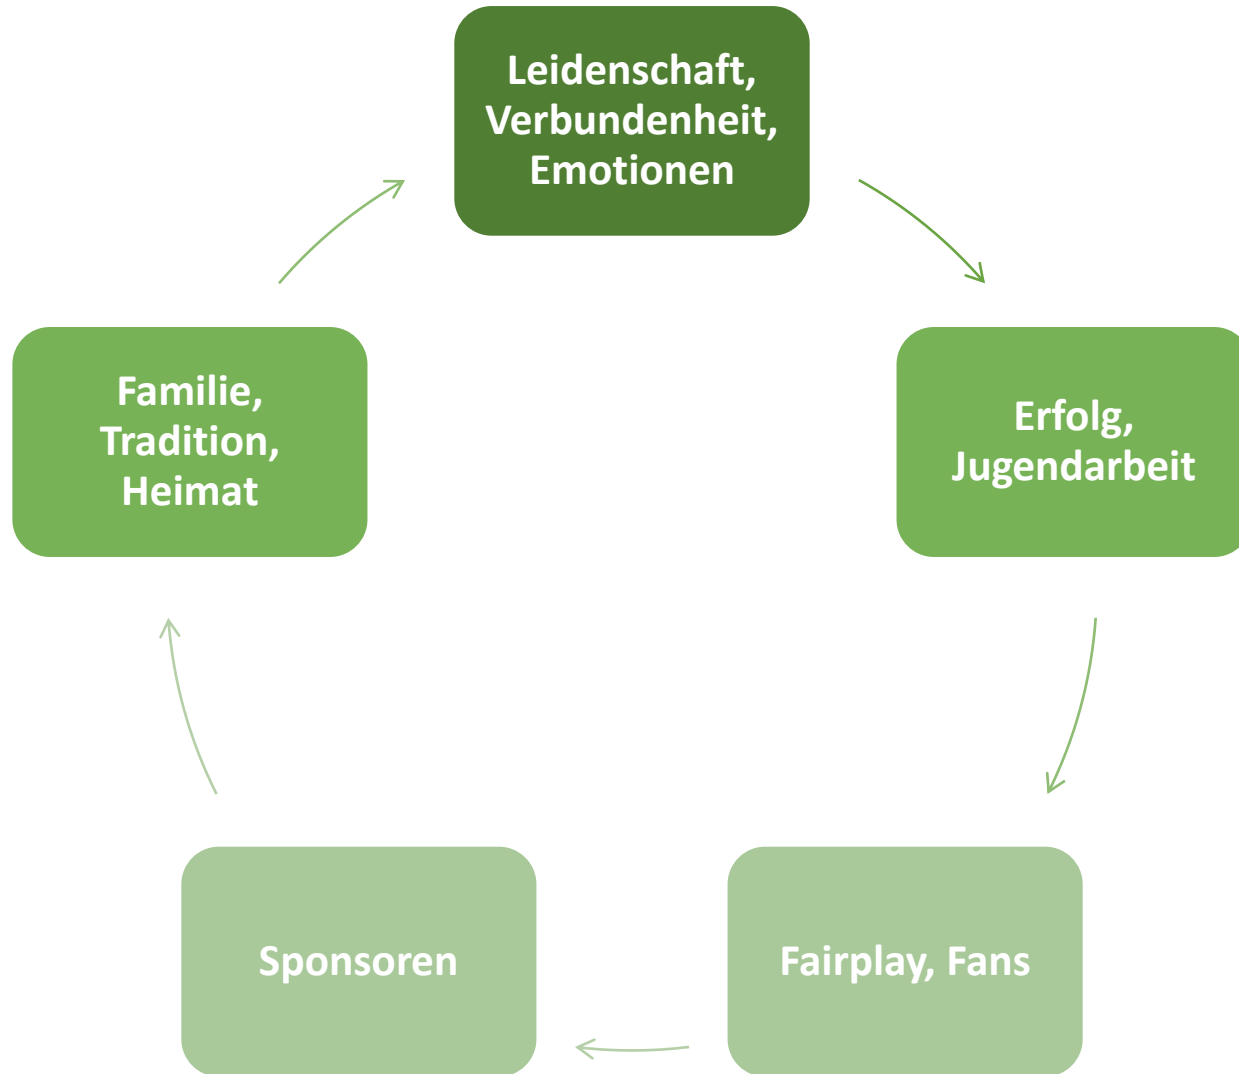 Leidenschaft,
Verbundenheit,
Emotionen
Erfolg,
Jugendarbeit
Fairplay, Fans
Sponsoren
Familie,
Tradition,
Heimat